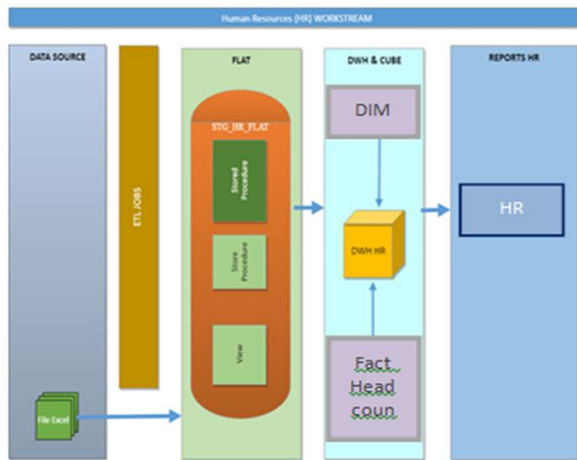 Human Resources (HR) WORKSTREAM
DATA SOURCE
ETL JOBS
FLAT
DWH & CUBE
REPORTS HR
STG_HR_FLAT
Stored
Procedure
Store
Procedure
View
File Excel
DIM
DWH HR
Fact
Head
coun
HR